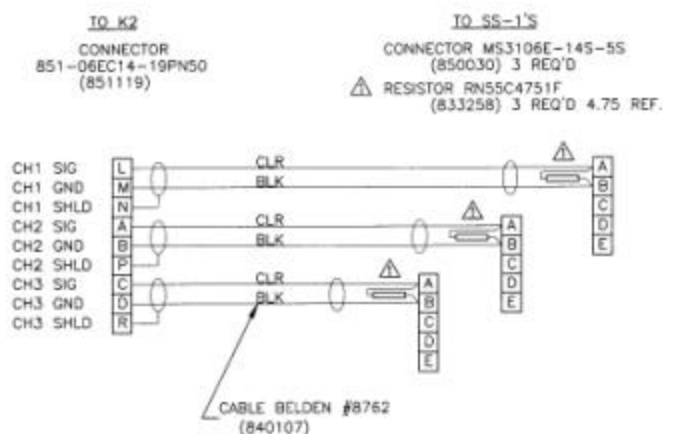 TO K2
CONNECTOR
851-06EC14-19PN50
(851119)
TO SS-1'S
CONNECTOR MS3106E-14S-5S
(850030) 3 REQ'D
1 RESISTOR RN55C4751F
(833258) 3 REQ'D 4.75 REF.
CH1 SIG L CLR 1 A
CH1 GND M BLK B
CH1 SHLD N C
D
E
CH2 SIG A CLR 1 A
CH2 GND B BLK B
CH2 SHLD P C
D
E
CH3 SIG C CLR 1 A
CH3 GND D BLK B
CH3 SHLD R C
D
E
CABLE BELDEN #8762
(840107)